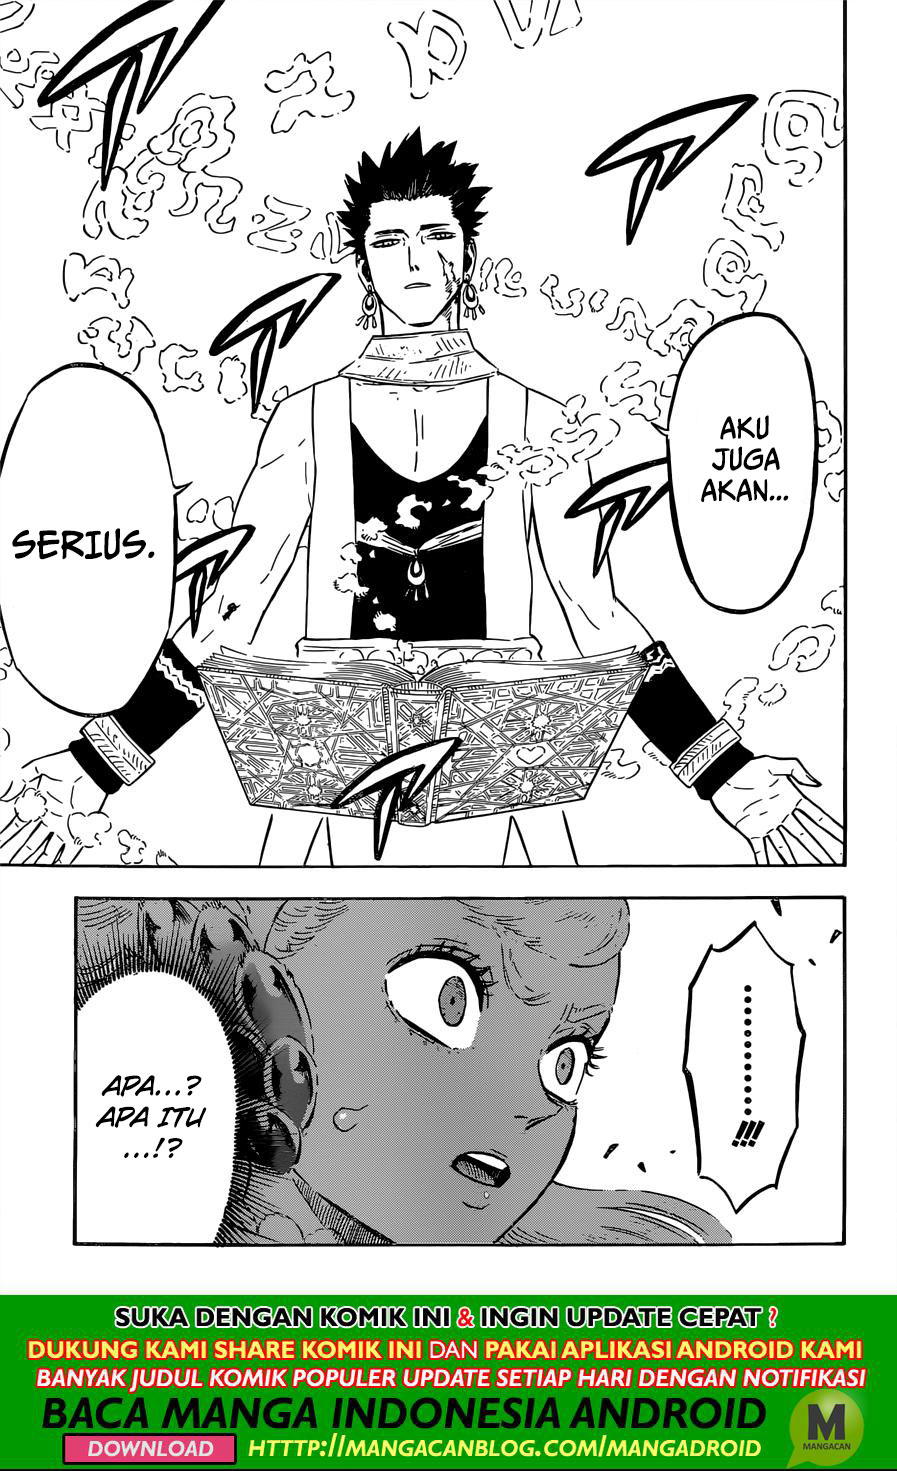 AKU
JUGA
AKAN...
SERIUS.
..........!!!
APA...?
APA ITU
...!?
SUKA DENGAN KOMIK INI & INGIN UPDATE CEPAT ?
DUKUNG KAMI SHARE KOMIK INI DAN PAKAI APLIKASI ANDROID KAMI
BANYAK JUDUL KOMIK POPULER UPDATE SETIAP HARI DENGAN NOTIFIKASI
BACA MANGA INDONESIA ANDROID
DOWNLOAD HTTTP://MANGACANBLOG.COM/MANGADROID
M
MANGACAN